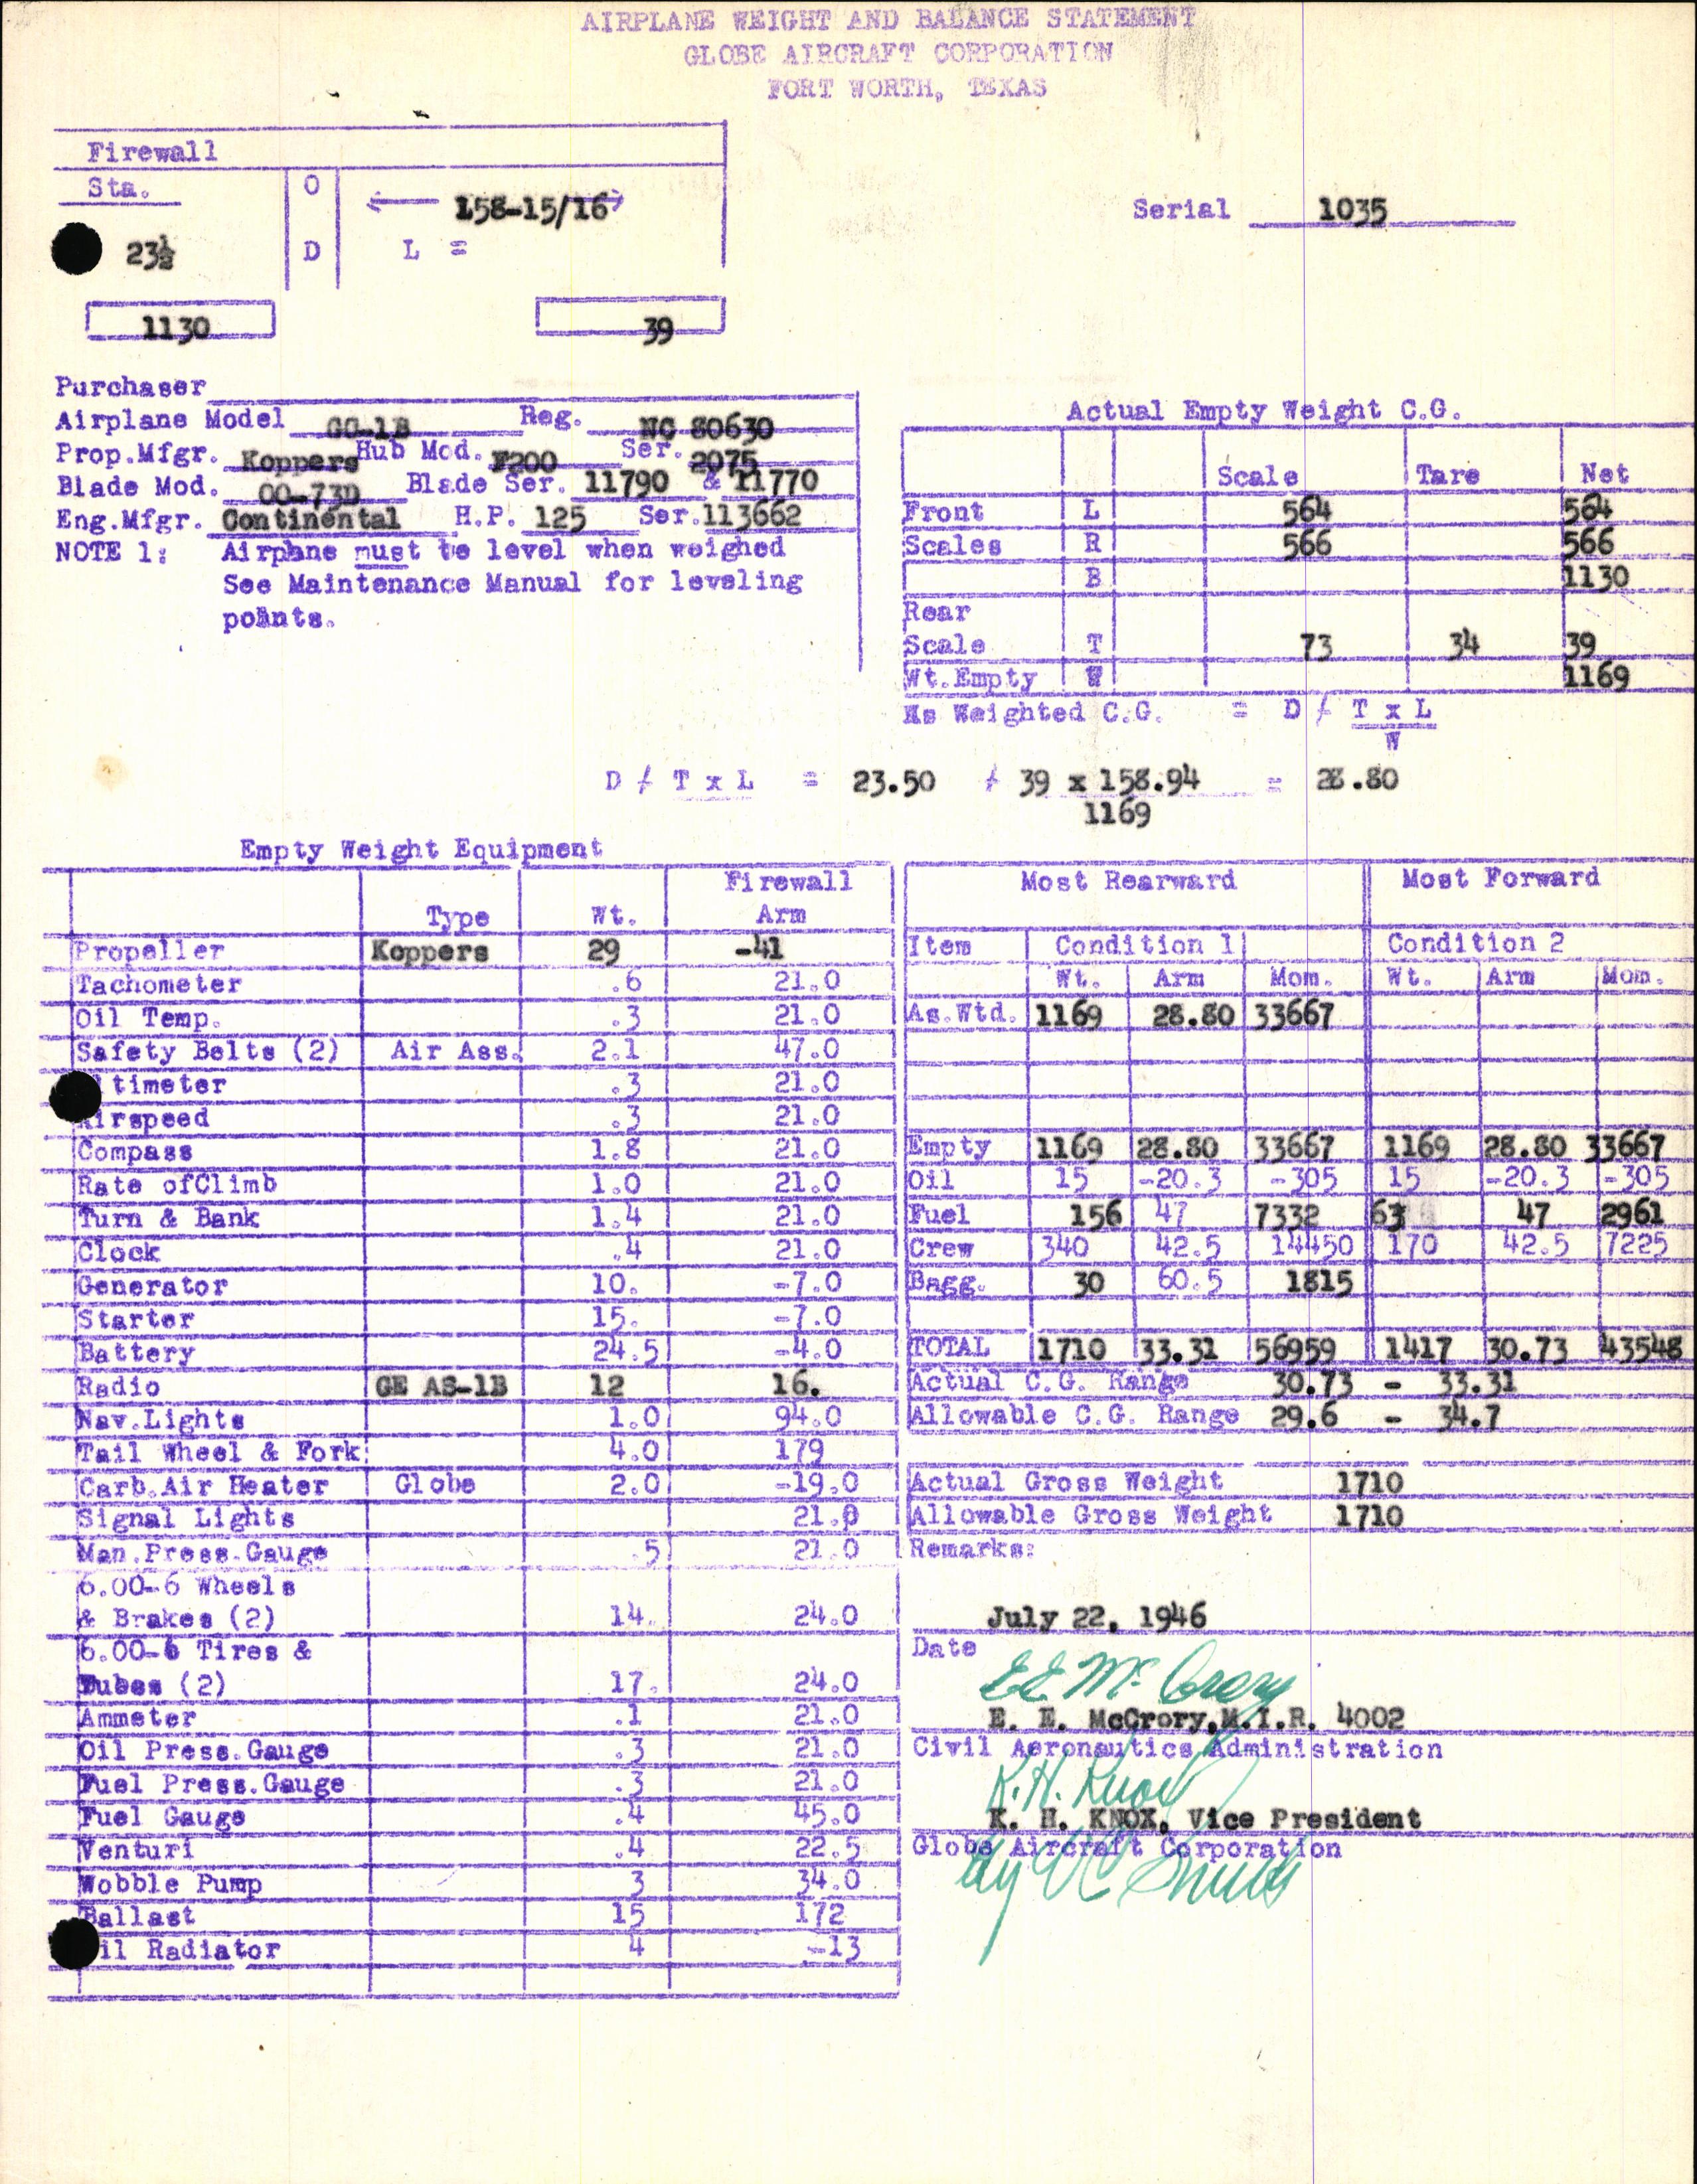 AIRPLANE WEIGHT AND BALANCE STATEMENT
GLOBE AIRCRAFT CORPORATION
FORT WORTH, TEXAS
Firewall
Sta. O 158-15/16
23½ D L =
Serial 1035
1130 39
Purchaser
Airplane Model GC-1B Reg. NC 80630
Prop.Mfgr. Koppers Hub Mod. F200 Ser. 2075
Blade Mod. 00-73D Blade Ser. 11790 & 11770
Eng.Mfgr. Continental H.P. 125 Ser. 113662
NOTE 1: Airplane must be level when weighed
See Maintenance Manual for leveling
points.
Actual Empty Weight C.G.
Scale Tare Net
Front L 564 564
Scales R 566 566
B 1130
Rear
Scale T 73 34 39
Wt.Empty W 1169
As Weighted C.G. = D / T x L
W
D / T x L = 23.50 / 39 x 158.94 = 28.80
1169
Empty Weight Equipment
Firewall
Type Wt. Arm
Propeller Koppers 29 -41
Tachometer .6 21.0
Oil Temp. .3 21.0
Safety Belts (2) Air Ass. 2.1 47.0
ltimeter .3 21.0
Airspeed .3 21.0
Compass 1.8 21.0
Rate ofClimb 1.0 21.0
Turn & Bank 1.4 21.0
Clock .4 21.0
Generator 10. -7.0
Starter 15. -7.0
Battery 24.5 -4.0
Radio GE AS-1B 12 16.
Nav.Lights 1.0 94.0
Tail Wheel & Fork 4.0 179
Carb.Air Heater Globe 2.0 -19.0
Signal Lights 21.0
Man.Press.Gauge .5 21.0
6.00-6 Wheels
& Brakes (2) 14. 24.0
6.00-6 Tires &
Tubes (2) 17. 24.0
Ammeter .1 21.0
Oil Press.Gauge .3 21.0
Fuel Press.Gauge .3 21.0
Fuel Gauge .4 45.0
Venturi .4 22.5
Wobble Pump 3 34.0
Ballast 15 172
il Radiator 4 -13
Most Rearward Most Forward
Item Condition 1 Condition 2
Wt. Arm Mom. Wt. Arm Mom.
As.Wtd. 1169 28.80 33667
Empty 1169 28.80 33667 1169 28.80 33667
Oil 15 -20.3 -305 15 -20.3 -305
Fuel 156 47 7332 63 47 2961
Crew 340 42.5 14450 170 42.5 7225
Bagg. 30 60.5 1815
TOTAL 1710 33.31 56959 1417 30.73 43548
Actual C.G. Range 30.73 - 33.31
Allowable C.G. Range 29.6 - 34.7
Actual Gross Weight 1710
Allowable Gross Weight 1710
Remarks:
July 22, 1946
Date
E E McCrory
E. E. McCrory,M.I.R. 4002
Civil Aeronautics Administration
K.H. Knox
K. H. KNOX, Vice President
Globe Aircraft Corporation
By